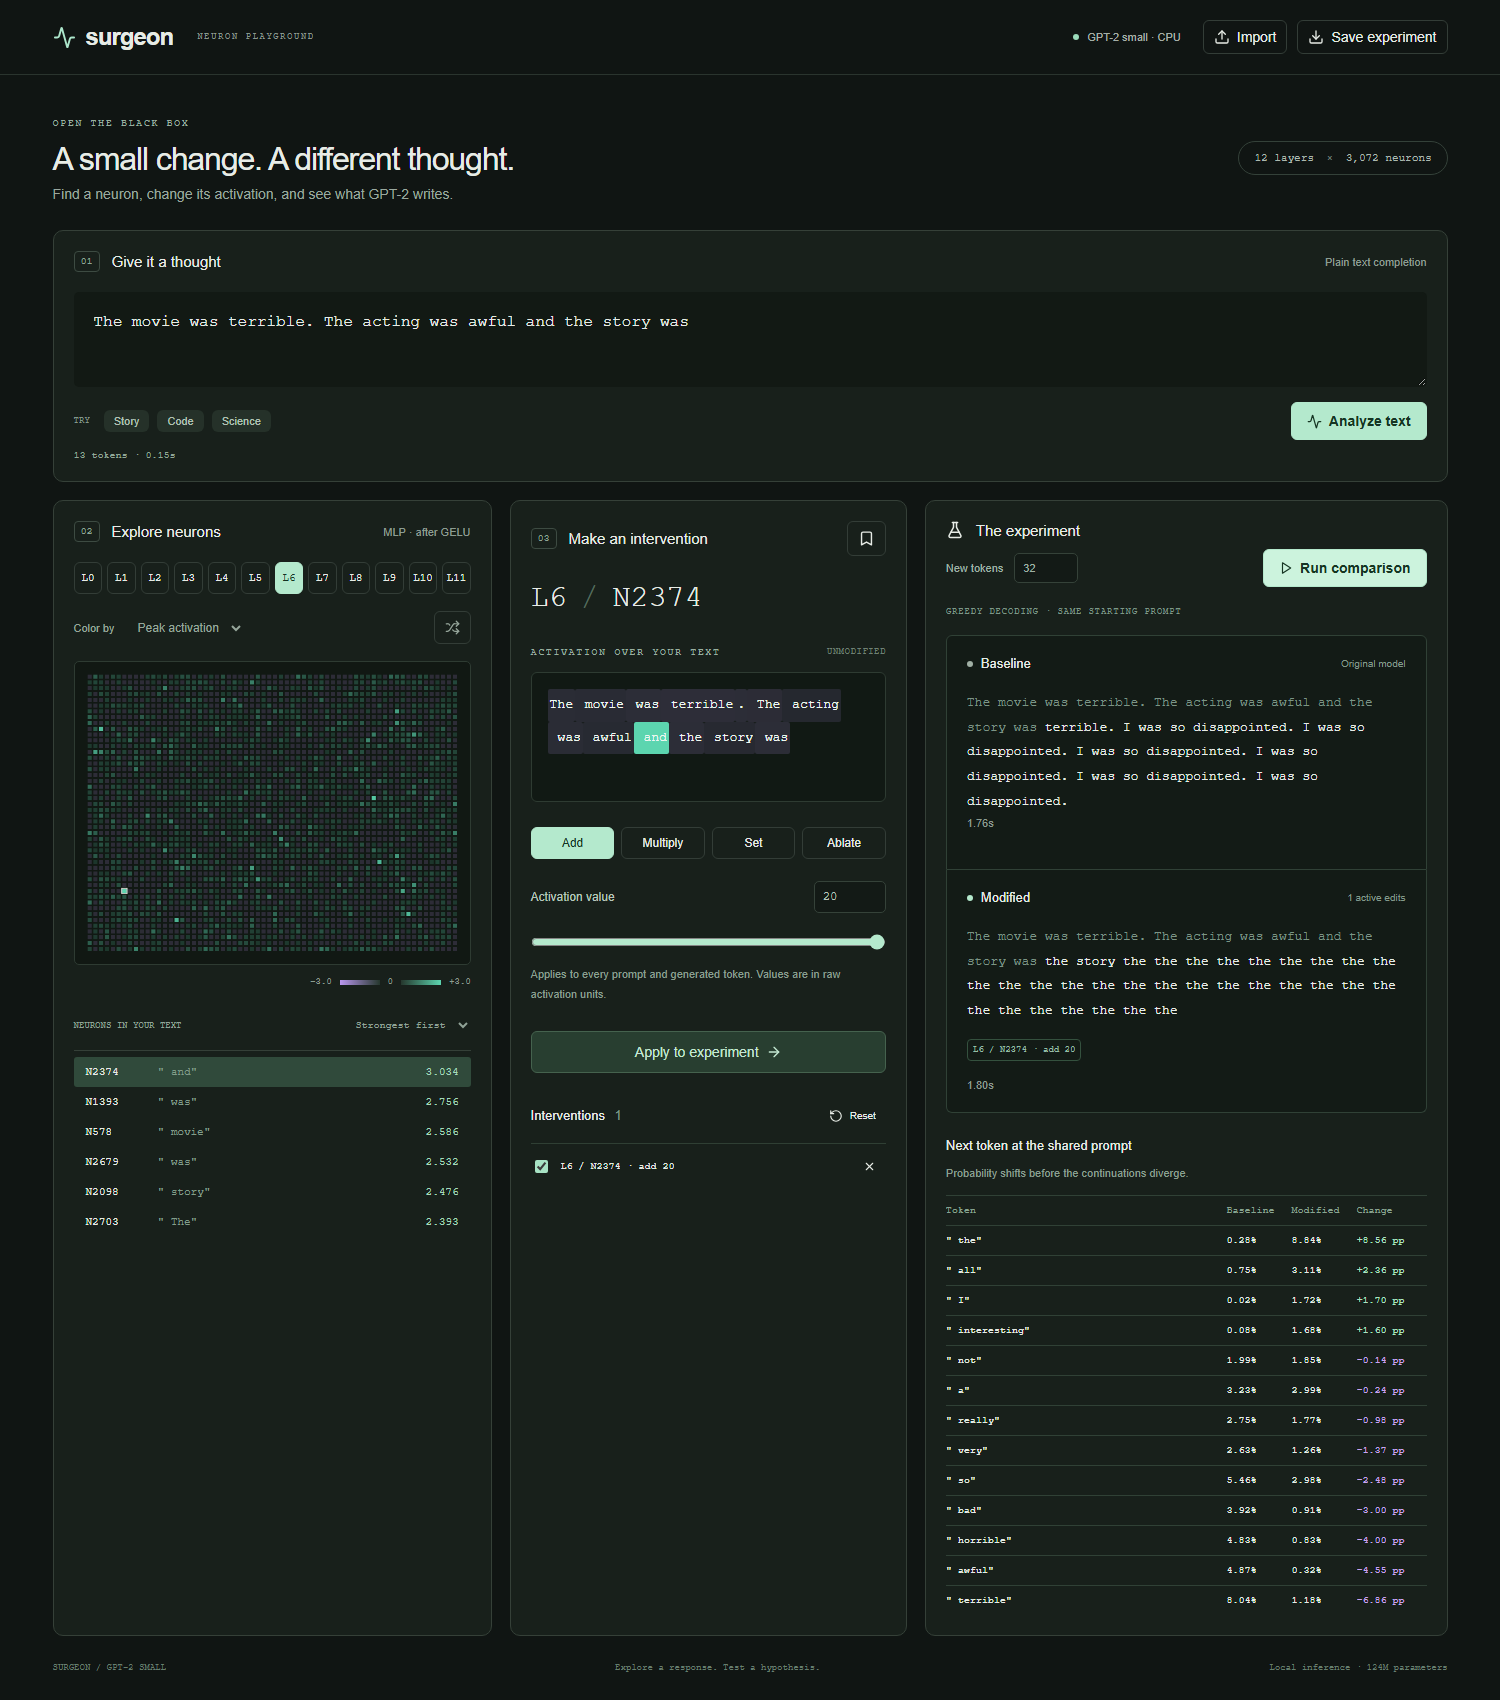 surgeon NEURON PLAYGROUND
GPT-2 small · CPU Import Save experiment
OPEN THE BLACK BOX
A small change. A different thought.
12 layers × 3,072 neurons
Find a neuron, change its activation, and see what GPT-2 writes.
01 Give it a thought Plain text completion
The movie was terrible. The acting was awful and the story was
TRY Story Code Science Analyze text
13 tokens · 0.15s
02 Explore neurons MLP · after GELU
L0 L1 L2 L3 L4 L5 L6 L7 L8 L9 L10 L11
Color by Peak activation
-3.0 0 +3.0
NEURONS IN YOUR TEXT Strongest first
N2374 " and" 3.034
N1393 " was" 2.756
N578 " movie" 2.586
N2679 " was" 2.532
N2098 " story" 2.476
N2703 " The" 2.393
03 Make an intervention
L6 / N2374
ACTIVATION OVER YOUR TEXT UNMODIFIED
The movie was terrible. The acting
was awful and the story was
Add Multiply Set Ablate
Activation value 20
Applies to every prompt and generated token. Values are in raw
activation units.
Apply to experiment →
Interventions 1 Reset
L6 / N2374 · add 20 ×
The experiment
New tokens 32 Run comparison
GREEDY DECODING · SAME STARTING PROMPT
Baseline Original model
The movie was terrible. The acting was awful and the
story was terrible. I was so disappointed. I was so
disappointed. I was so disappointed. I was so
disappointed. I was so disappointed. I was so
disappointed.
1.76s
Modified 1 active edits
The movie was terrible. The acting was awful and the
story was the story the the the the the the the the the
the the the the the the the the the the the the the the
the the the the the the the
L6 / N2374 · add 20
1.80s
Next token at the shared prompt
Probability shifts before the continuations diverge.
Token Baseline Modified Change
" the" 0.28% 8.84% +8.56 pp
" all" 0.75% 3.11% +2.36 pp
" I" 0.02% 1.72% +1.70 pp
" interesting" 0.08% 1.68% +1.60 pp
" not" 1.99% 1.85% -0.14 pp
" a" 3.23% 2.99% -0.24 pp
" really" 2.75% 1.77% -0.98 pp
" very" 2.63% 1.26% -1.37 pp
" so" 5.46% 2.98% -2.48 pp
" bad" 3.92% 0.91% -3.00 pp
" horrible" 4.83% 0.83% -4.00 pp
" awful" 4.87% 0.32% -4.55 pp
" terrible" 8.04% 1.18% -6.86 pp
SURGEON / GPT-2 SMALL Explore a response. Test a hypothesis. Local inference · 124M parameters